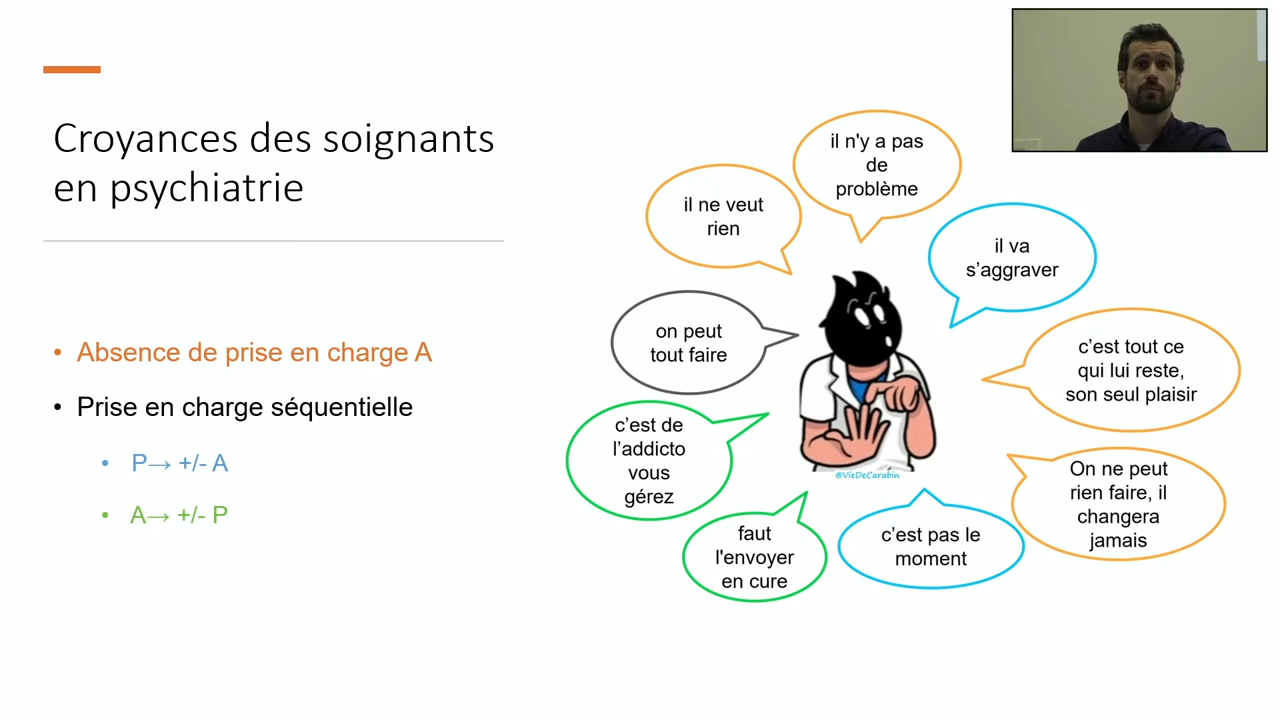 Croyances des soignants
en psychiatrie
• Absence de prise en charge A
• Prise en charge séquentielle
• P→ +/- A
• A→ +/- P
il n'y a pas
de
problème
il ne veut
rien
il va
s’aggraver
on peut
tout faire
c’est tout ce
qui lui reste,
son seul plaisir
c’est de
l’addicto
vous
gérez
On ne peut
rien faire, il
changera
jamais
faut
l'envoyer
en cure
c’est pas le
moment
@VieDeCarabin